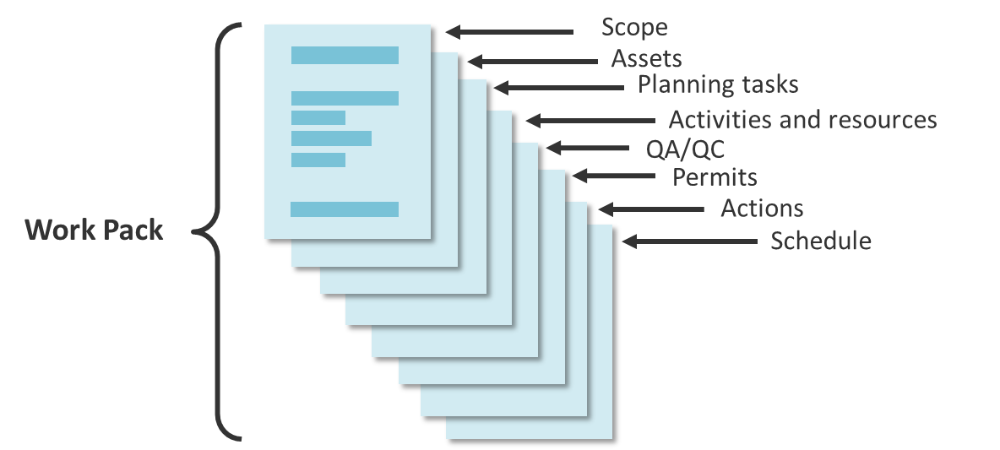 Scope
Assets
Planning tasks
Activities and resources
QA/QC
Permits
Actions
Work Pack
Schedule